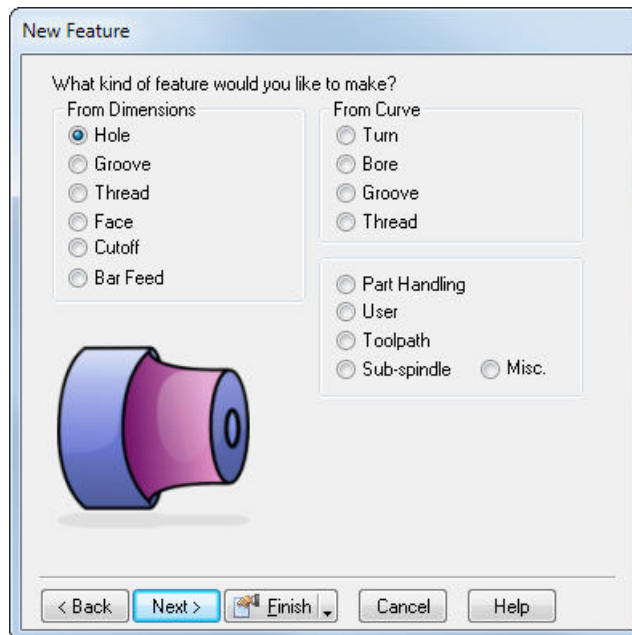 New Feature
What kind of feature would you like to make?
From Dimensions
Hole
Groove
Thread
Face
Cutoff
Bar Feed
From Curve
Turn
Bore
Groove
Thread
Part Handling
User
Toolpath
Sub-spindle Misc.
< Back Next > Finish Cancel Help